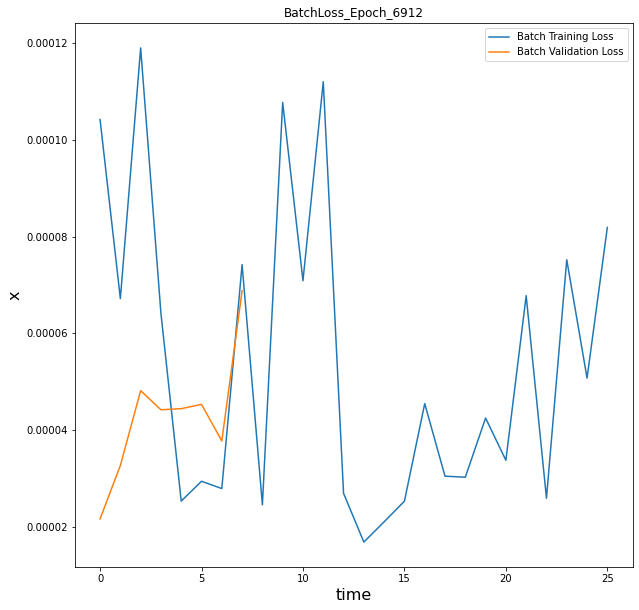 BatchLoss_Epoch_6912
Batch Training Loss
Batch Validation Loss
0.00012
0.00010
0.00008
0.00006
0.00004
0.00002
x
0 5 10 15 20 25
time